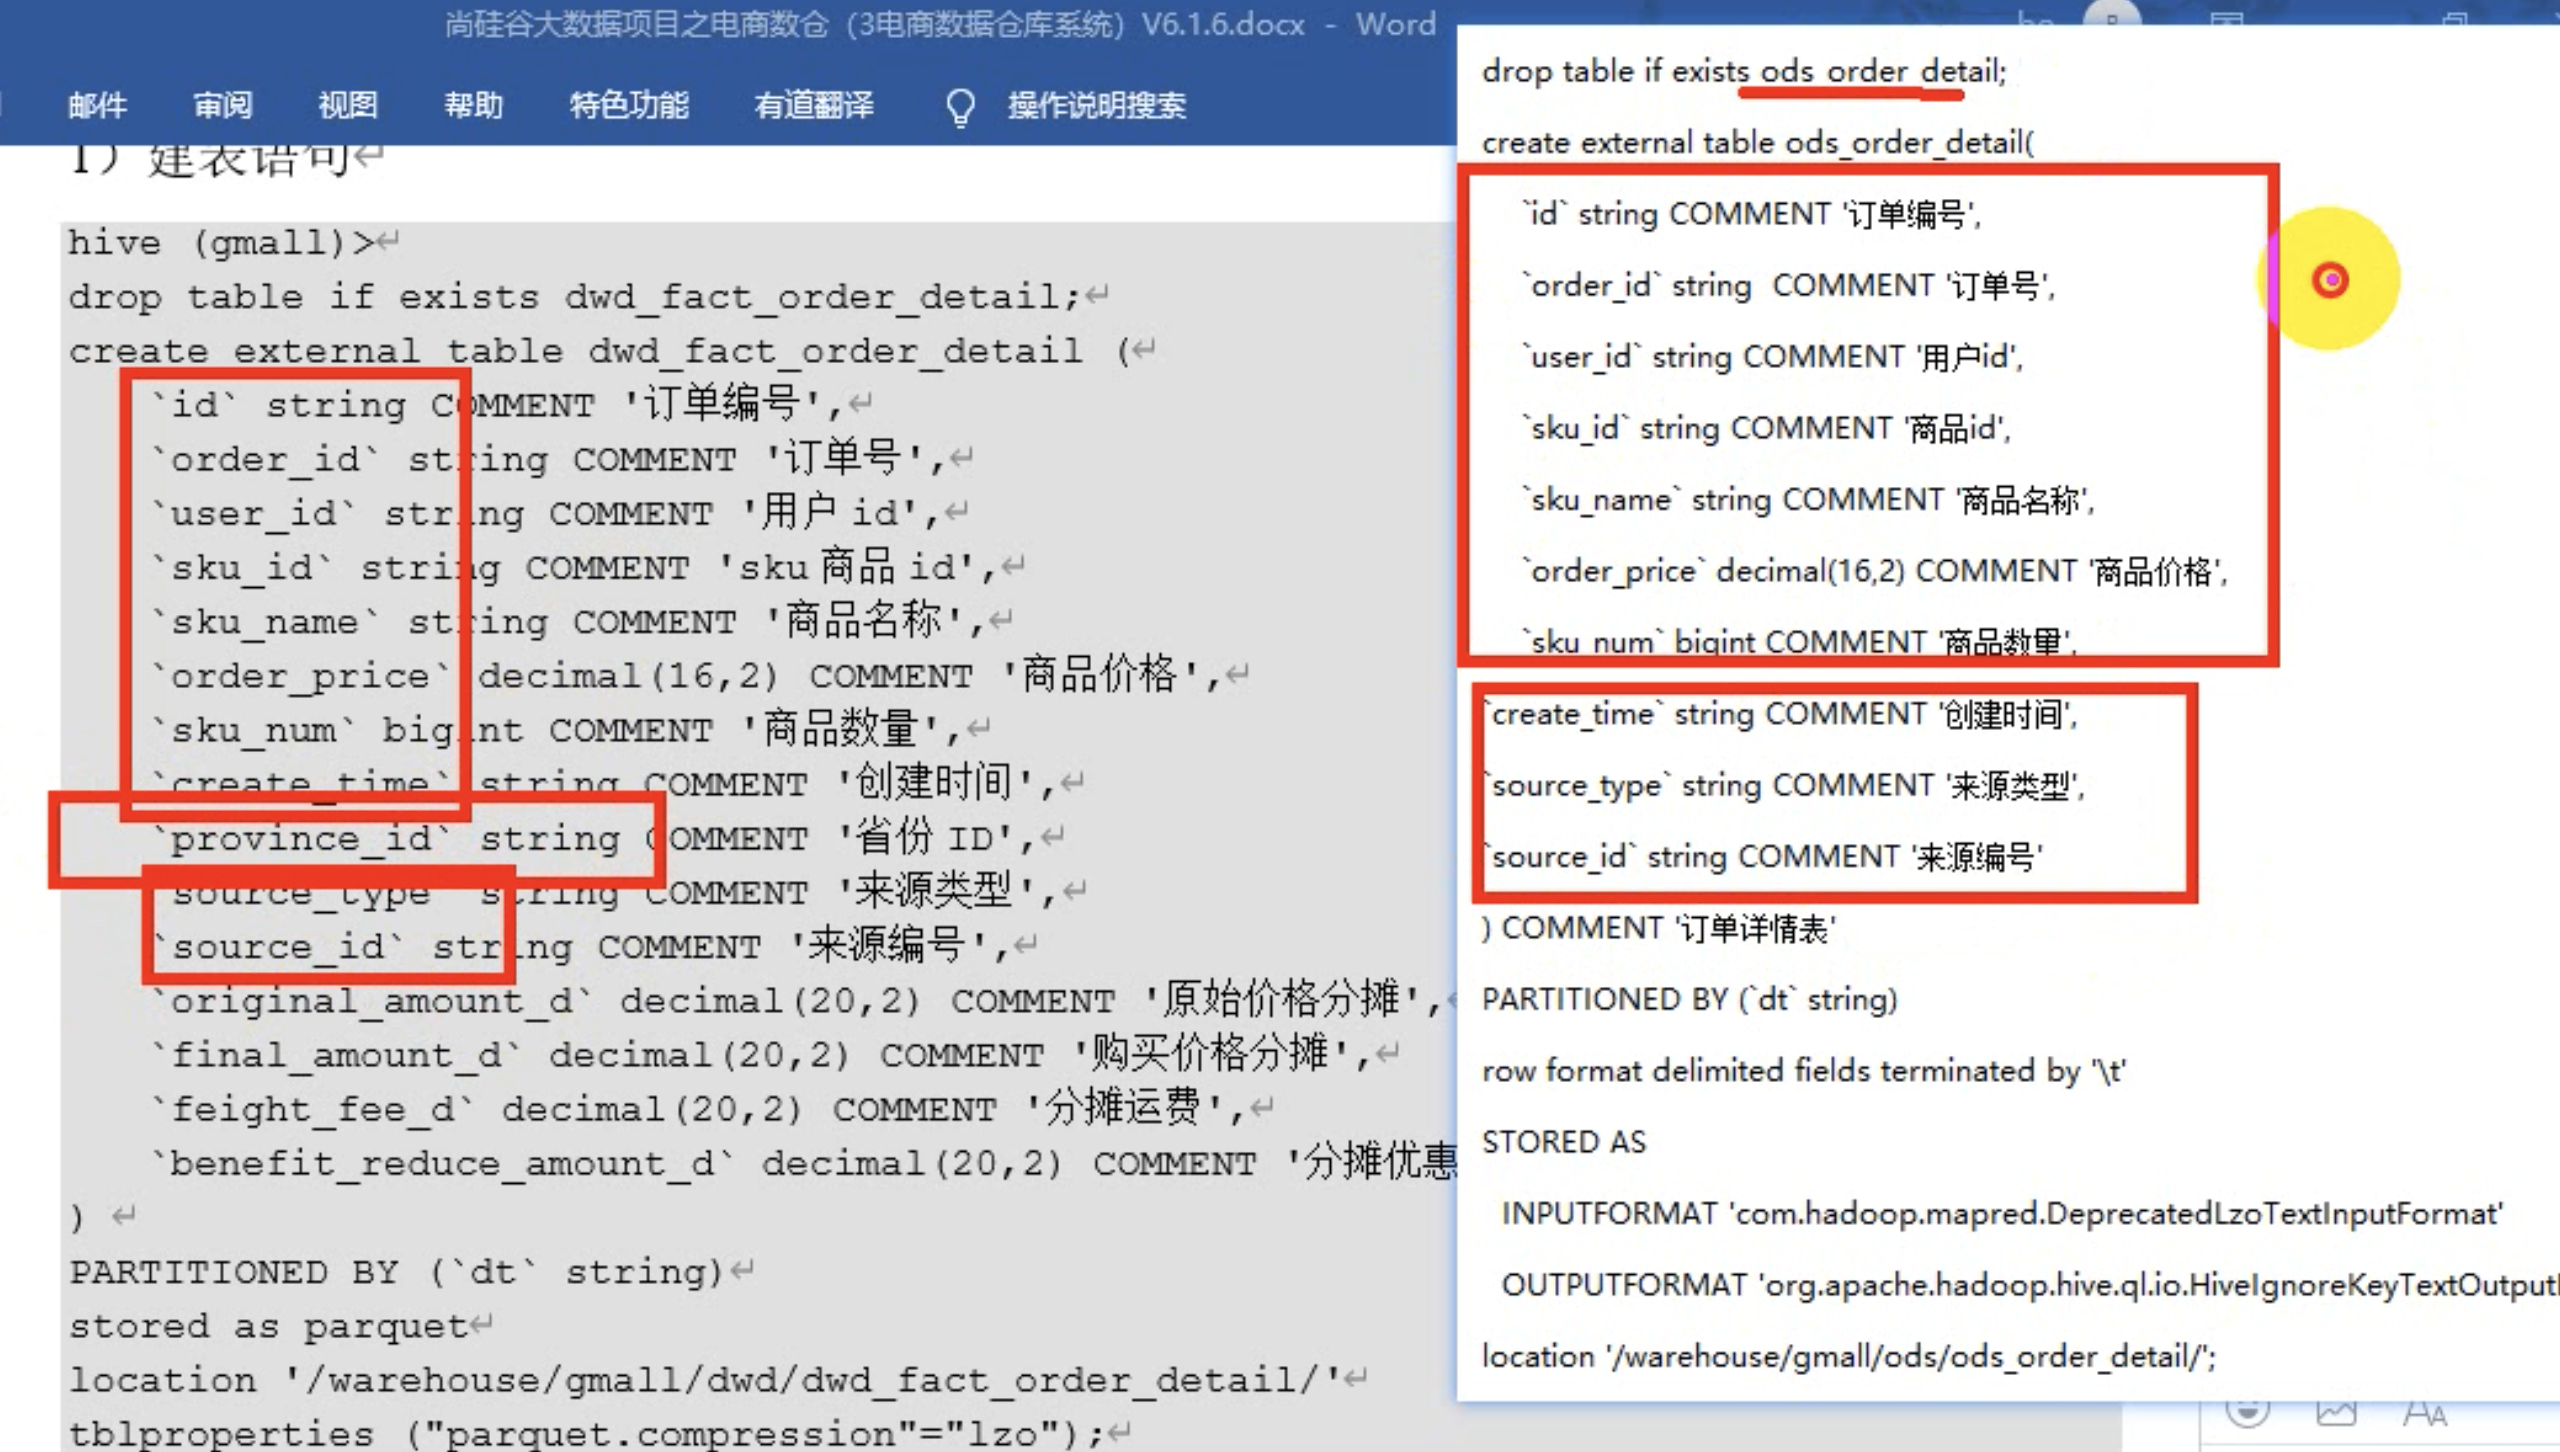 尚硅谷大数据项目之电商数仓（3电商数据仓库系统）V6.1.6.docx - Word
邮件 审阅 视图 帮助 特色功能 有道翻译 操作说明搜索
1）建表语句↵
hive (gmall)>↵
drop table if exists dwd_fact_order_detail;↵
create external table dwd_fact_order_detail (↵
`id` string COMMENT '订单编号',↵
`order_id` string COMMENT '订单号',↵
`user_id` string COMMENT '用户 id',↵
`sku_id` string COMMENT 'sku 商品 id',↵
`sku_name` string COMMENT '商品名称',↵
`order_price` decimal(16,2) COMMENT '商品价格',↵
`sku_num` bigint COMMENT '商品数量',↵
`create_time` string COMMENT '创建时间',↵
`province_id` string COMMENT '省份 ID',↵
`source_type` string COMMENT '来源类型',↵
`source_id` string COMMENT '来源编号',↵
`original_amount_d` decimal(20,2) COMMENT '原始价格分摊',↵
`final_amount_d` decimal(20,2) COMMENT '购买价格分摊',↵
`feight_fee_d` decimal(20,2) COMMENT '分摊运费',↵
`benefit_reduce_amount_d` decimal(20,2) COMMENT '分摊优惠
) ↵
PARTITIONED BY (`dt` string)↵
stored as parquet↵
location '/warehouse/gmall/dwd/dwd_fact_order_detail/'↵
tblproperties ("parquet.compression"="lzo");↵
drop table if exists ods_order_detail;
create external table ods_order_detail(
`id` string COMMENT '订单编号',
`order_id` string COMMENT '订单号',
`user_id` string COMMENT '用户id',
`sku_id` string COMMENT '商品id',
`sku_name` string COMMENT '商品名称',
`order_price` decimal(16,2) COMMENT '商品价格',
`sku_num` bigint COMMENT '商品数量',
`create_time` string COMMENT '创建时间',
`source_type` string COMMENT '来源类型',
`source_id` string COMMENT '来源编号'
) COMMENT '订单详情表'
PARTITIONED BY (`dt` string)
row format delimited fields terminated by '\t'
STORED AS
INPUTFORMAT 'com.hadoop.mapred.DeprecatedLzoTextInputFormat'
OUTPUTFORMAT 'org.apache.hadoop.hive.ql.io.HiveIgnoreKeyTextOutput
location '/warehouse/gmall/ods/ods_order_detail/';